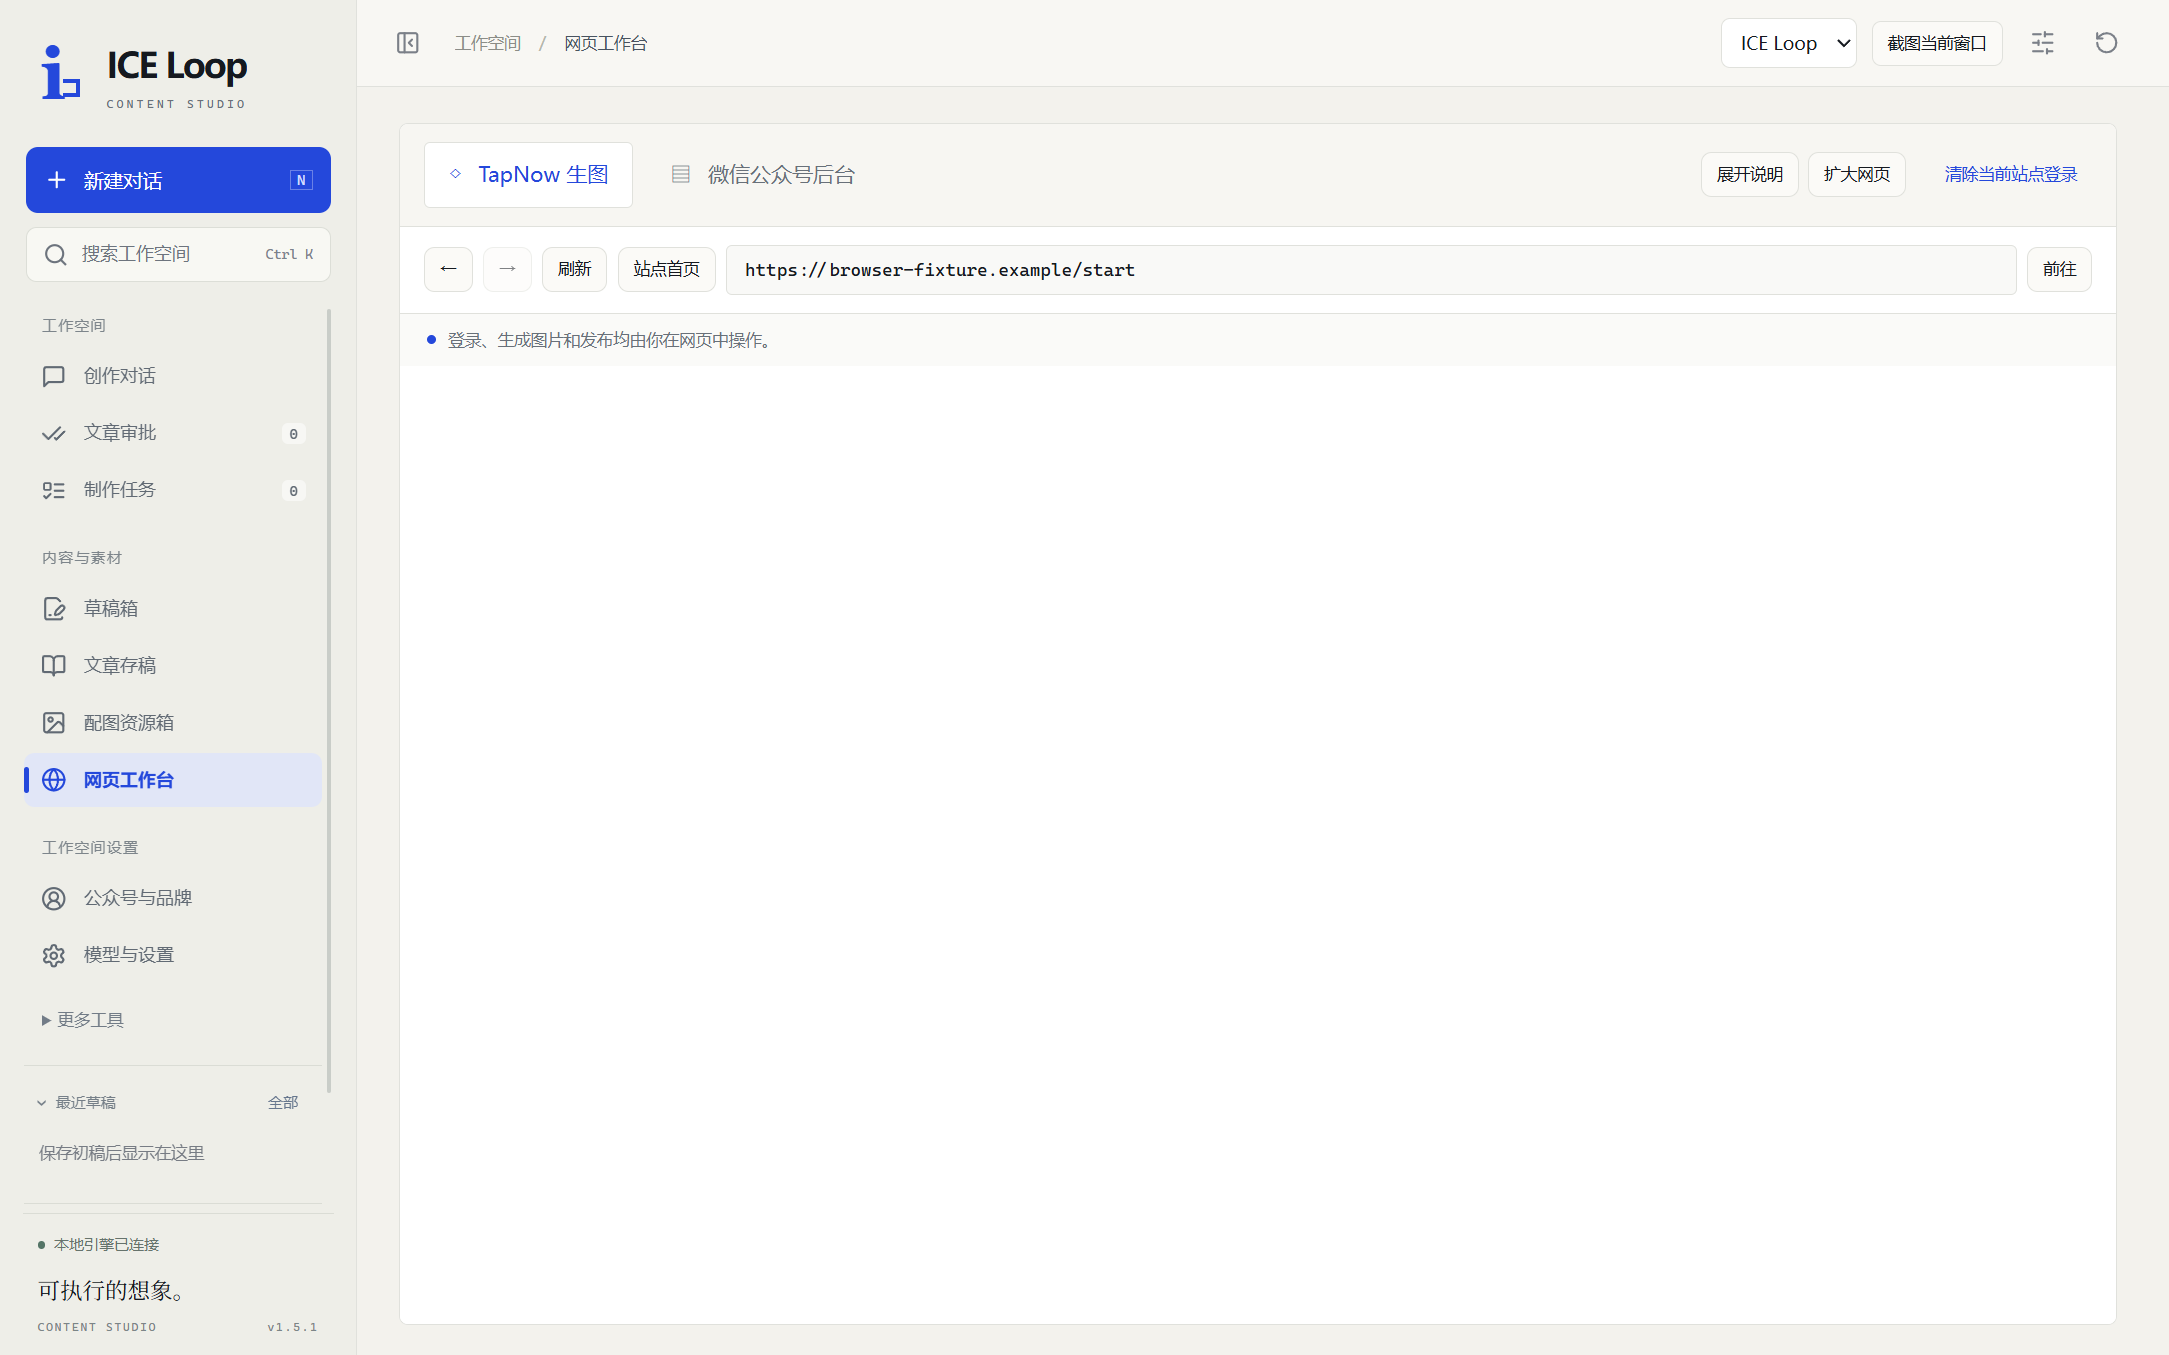 ICE Loop
CONTENT STUDIO
新建对话 N
搜索工作空间 Ctrl K
工作空间
创作对话
文章审批 0
制作任务 0
内容与素材
草稿箱
文章存稿
配图资源箱
网页工作台
工作空间设置
公众号与品牌
模型与设置
更多工具
最近草稿 全部
保存初稿后显示在这里
本地引擎已连接
可执行的想象。
CONTENT STUDIO v1.5.1
工作空间 / 网页工作台
ICE Loop 截图当前窗口
TapNow 生图 微信公众号后台 展开说明 扩大网页 清除当前站点登录
← → 刷新 站点首页 https://browser-fixture.example/start 前往
登录、生成图片和发布均由你在网页中操作。